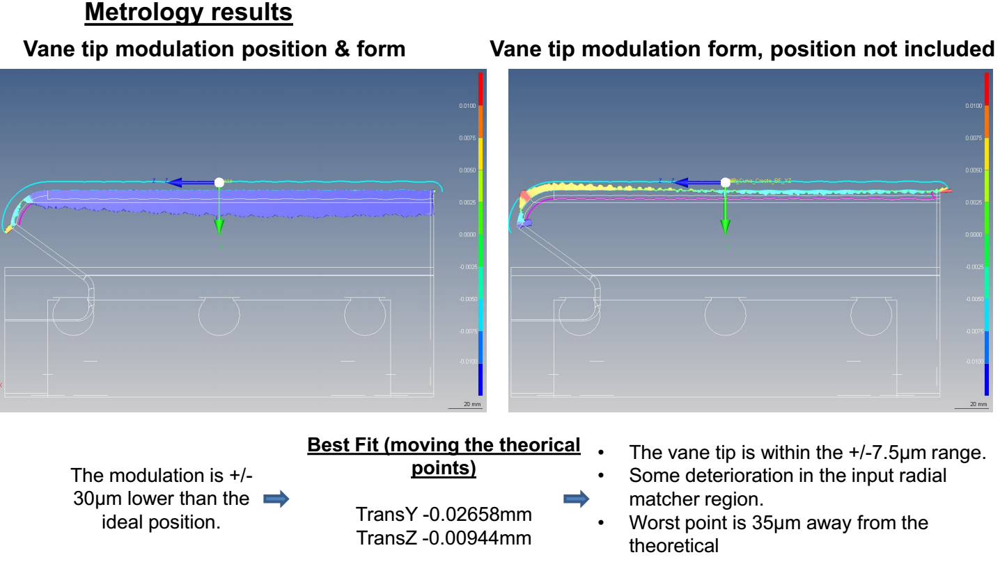 Metrology results
Vane tip modulation position & form
Vane tip modulation form, position not included
0.0100
0.0075
0.0050
0.0025
0.0000
-0.0025
-0.0050
-0.0075
-0.0100
Z
Z
20 mm
0.0100
0.0075
0.0050
0.0025
0.0000
-0.0025
-0.0050
-0.0075
-0.0100
Z
Z
20 mm
The modulation is +/-
30µm lower than the
ideal position.
Best Fit (moving the theorical
points)
TransY -0.02658mm
TransZ -0.00944mm
• The vane tip is within the +/-7.5µm range.
• Some deterioration in the input radial
matcher region.
• Worst point is 35µm away from the
theoretical